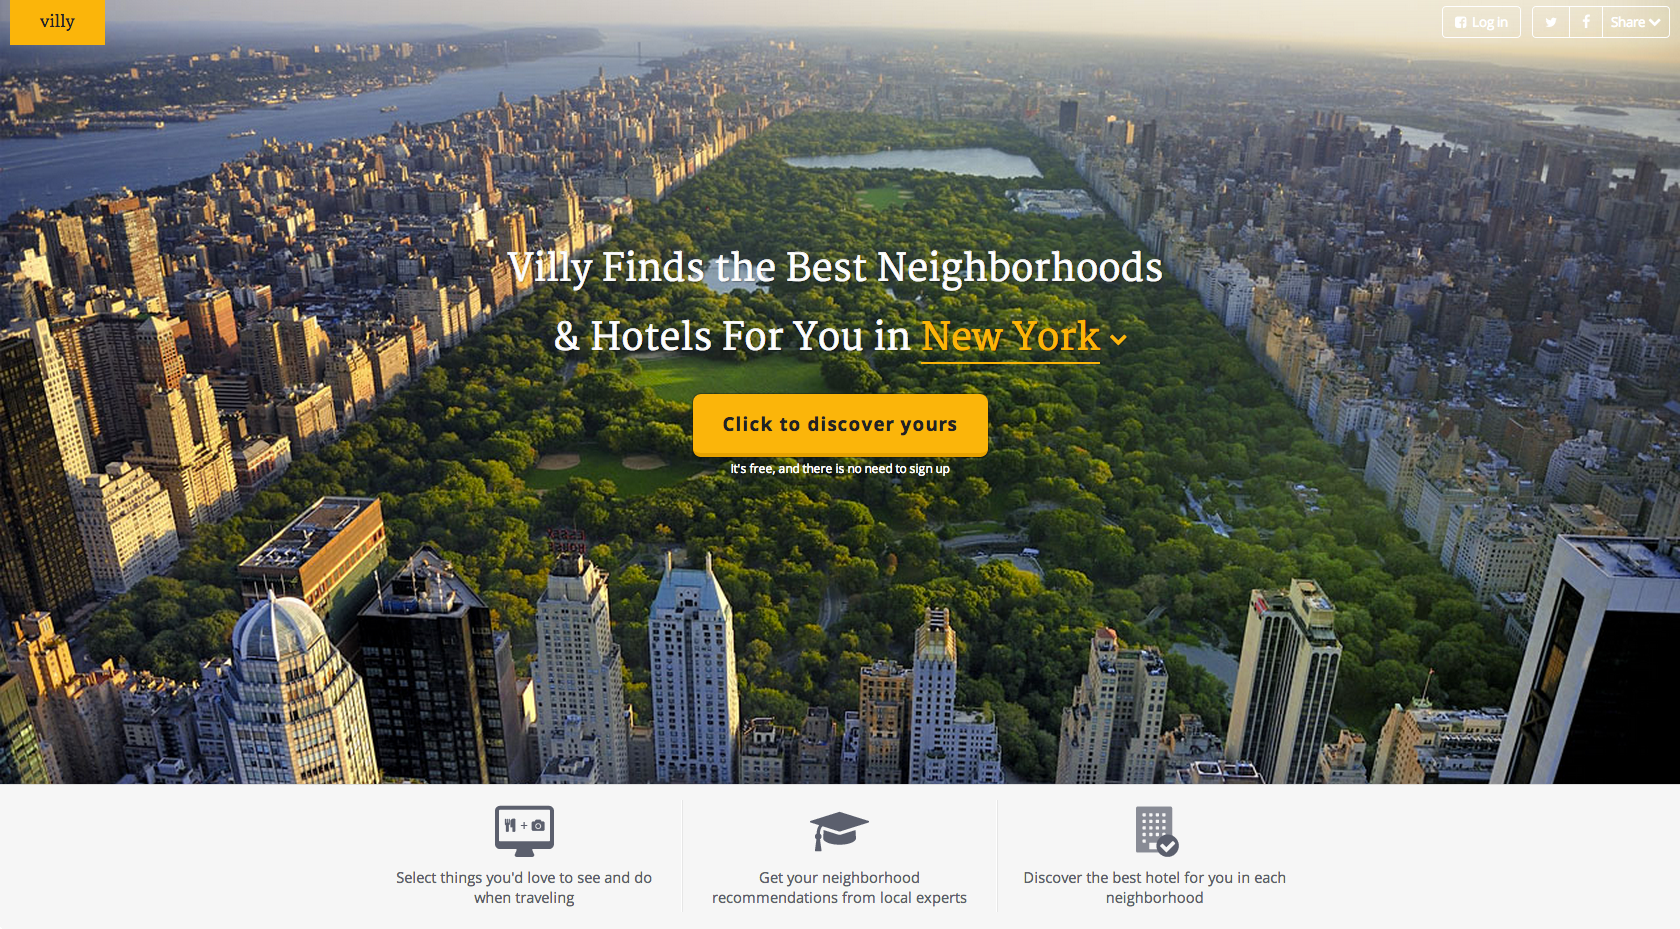 villy
Log in
Share
Villy Finds the Best Neighborhoods
& Hotels For You in New York
Click to discover yours
It's free, and there is no need to sign up
ESSEX
HOUSE
Select things you'd love to see and do
when traveling
Get your neighborhood
recommendations from local experts
Discover the best hotel for you in each
neighborhood